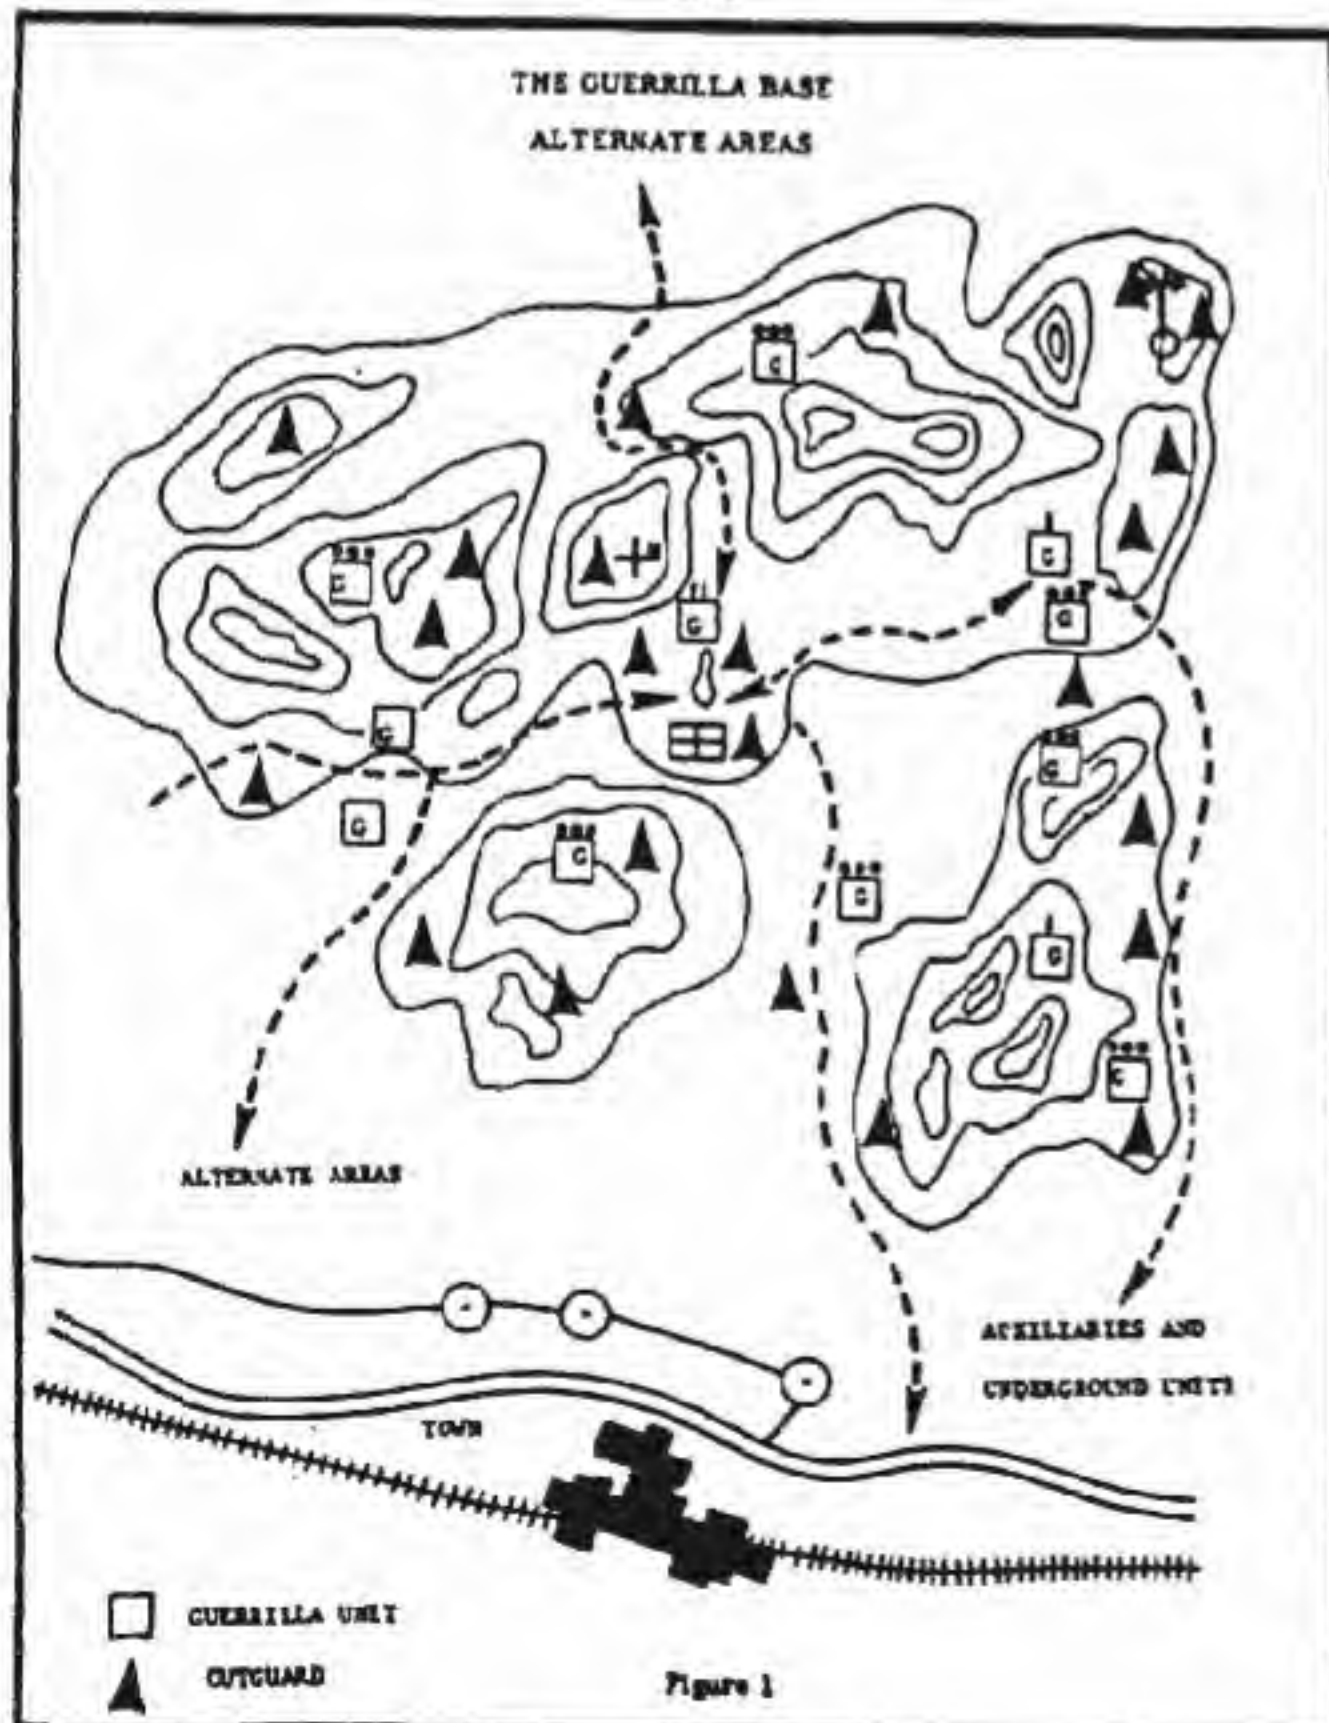 THE GUERRILLA BASE
ALTERNATE AREAS
G
G
G
G
G
G
G
G
G
G
G
G
ALTERNATE AREAS
AUXILIARIES AND
UNDERGROUND UNITS
TOWN
GUERRILLA UNIT
OUTGUARD
Figure 1